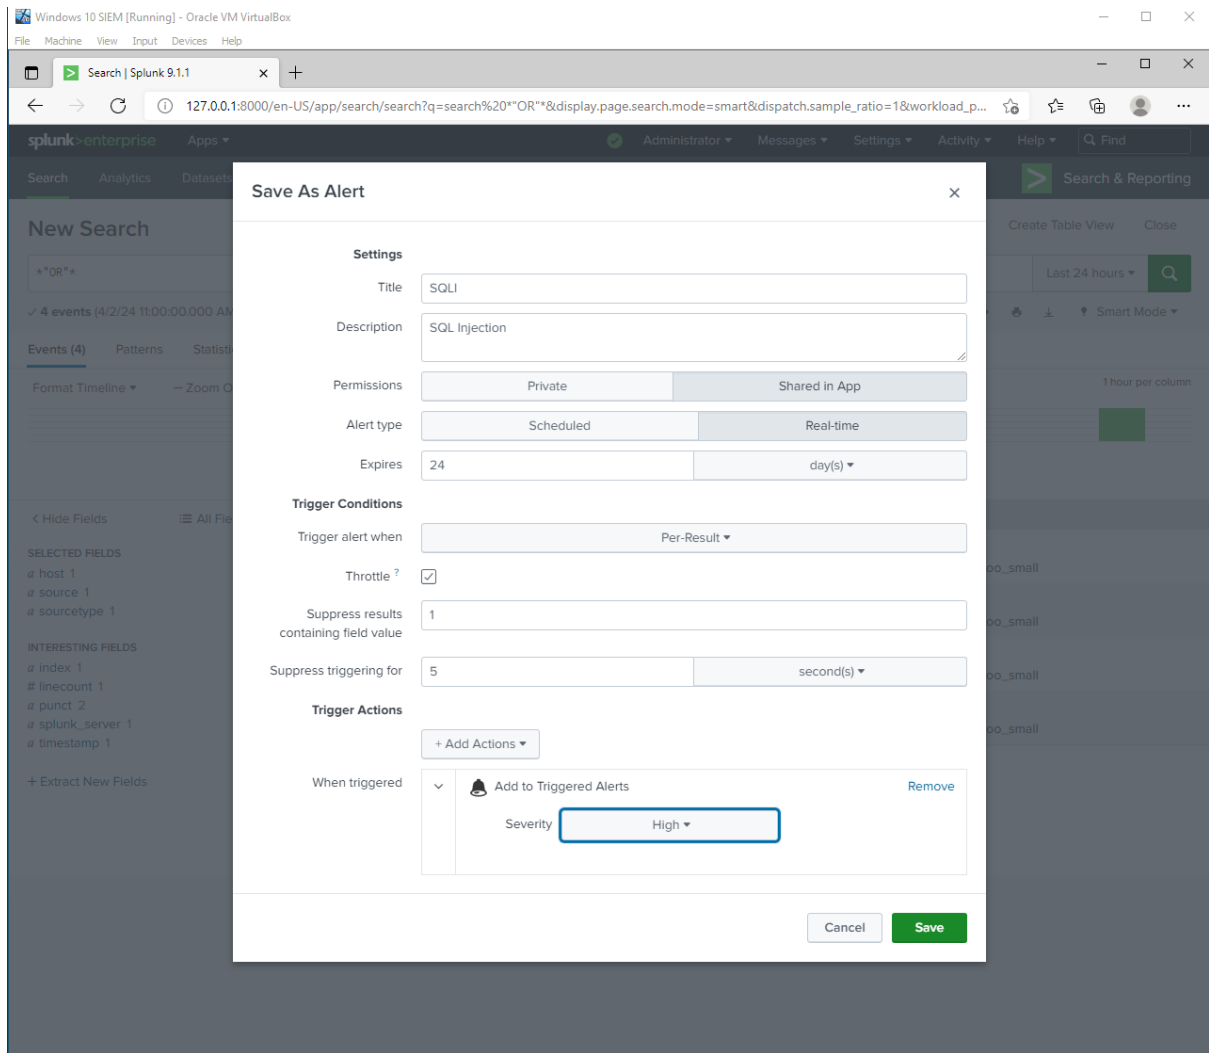 Windows 10 SIEM [Running] - Oracle VM VirtualBox
File Machine View Input Devices Help
Search | Splunk 9.1.1
127.0.0.1:8000/en-US/app/search/search?q=search%20*"OR"*&display.page.search.mode=smart&dispatch.sample_ratio=1&workload_p...
splunk>enterprise Apps Administrator Messages Settings Activity Help Find
Search Analytics Datasets Search & Reporting
Save As Alert
New Search Create Table View Close
*"OR"* Last 24 hours
4 events (4/2/24 11:00:00.000 AM Smart Mode
Events (4) Patterns Statisti
Format Timeline — Zoom O 1 hour per column
Settings
Title SQLI
Description SQL Injection
Permissions Private Shared in App
Alert type Scheduled Real-time
Expires 24 day(s)
Trigger Conditions
Trigger alert when Per-Result
Throttle ?
Suppress results
containing field value 1
Suppress triggering for 5 second(s)
Trigger Actions
+ Add Actions
When triggered Add to Triggered Alerts Remove
Severity High
Cancel Save
< Hide Fields All Fie
SELECTED FIELDS
a host 1
a source 1
a sourcetype 1
INTERESTING FIELDS
a index 1
# linecount 1
a punct 2
a splunk_server 1
a timestamp 1
+ Extract New Fields
oo_small
oo_small
oo_small
oo_small